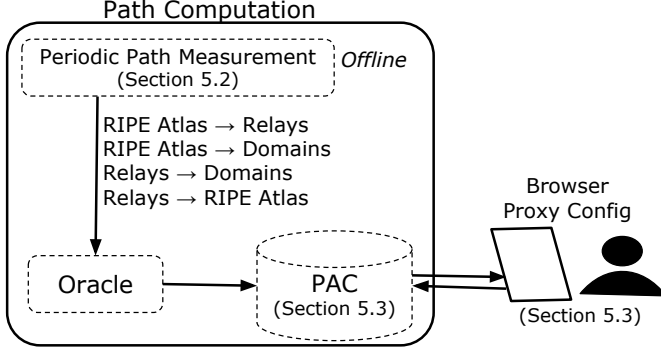 Path Computation
Periodic Path Measurement
(Section 5.2)
Offline
RIPE Atlas → Relays
RIPE Atlas → Domains
Relays → Domains
Relays → RIPE Atlas
Browser
Proxy Config
Oracle
PAC
(Section 5.3)
(Section 5.3)